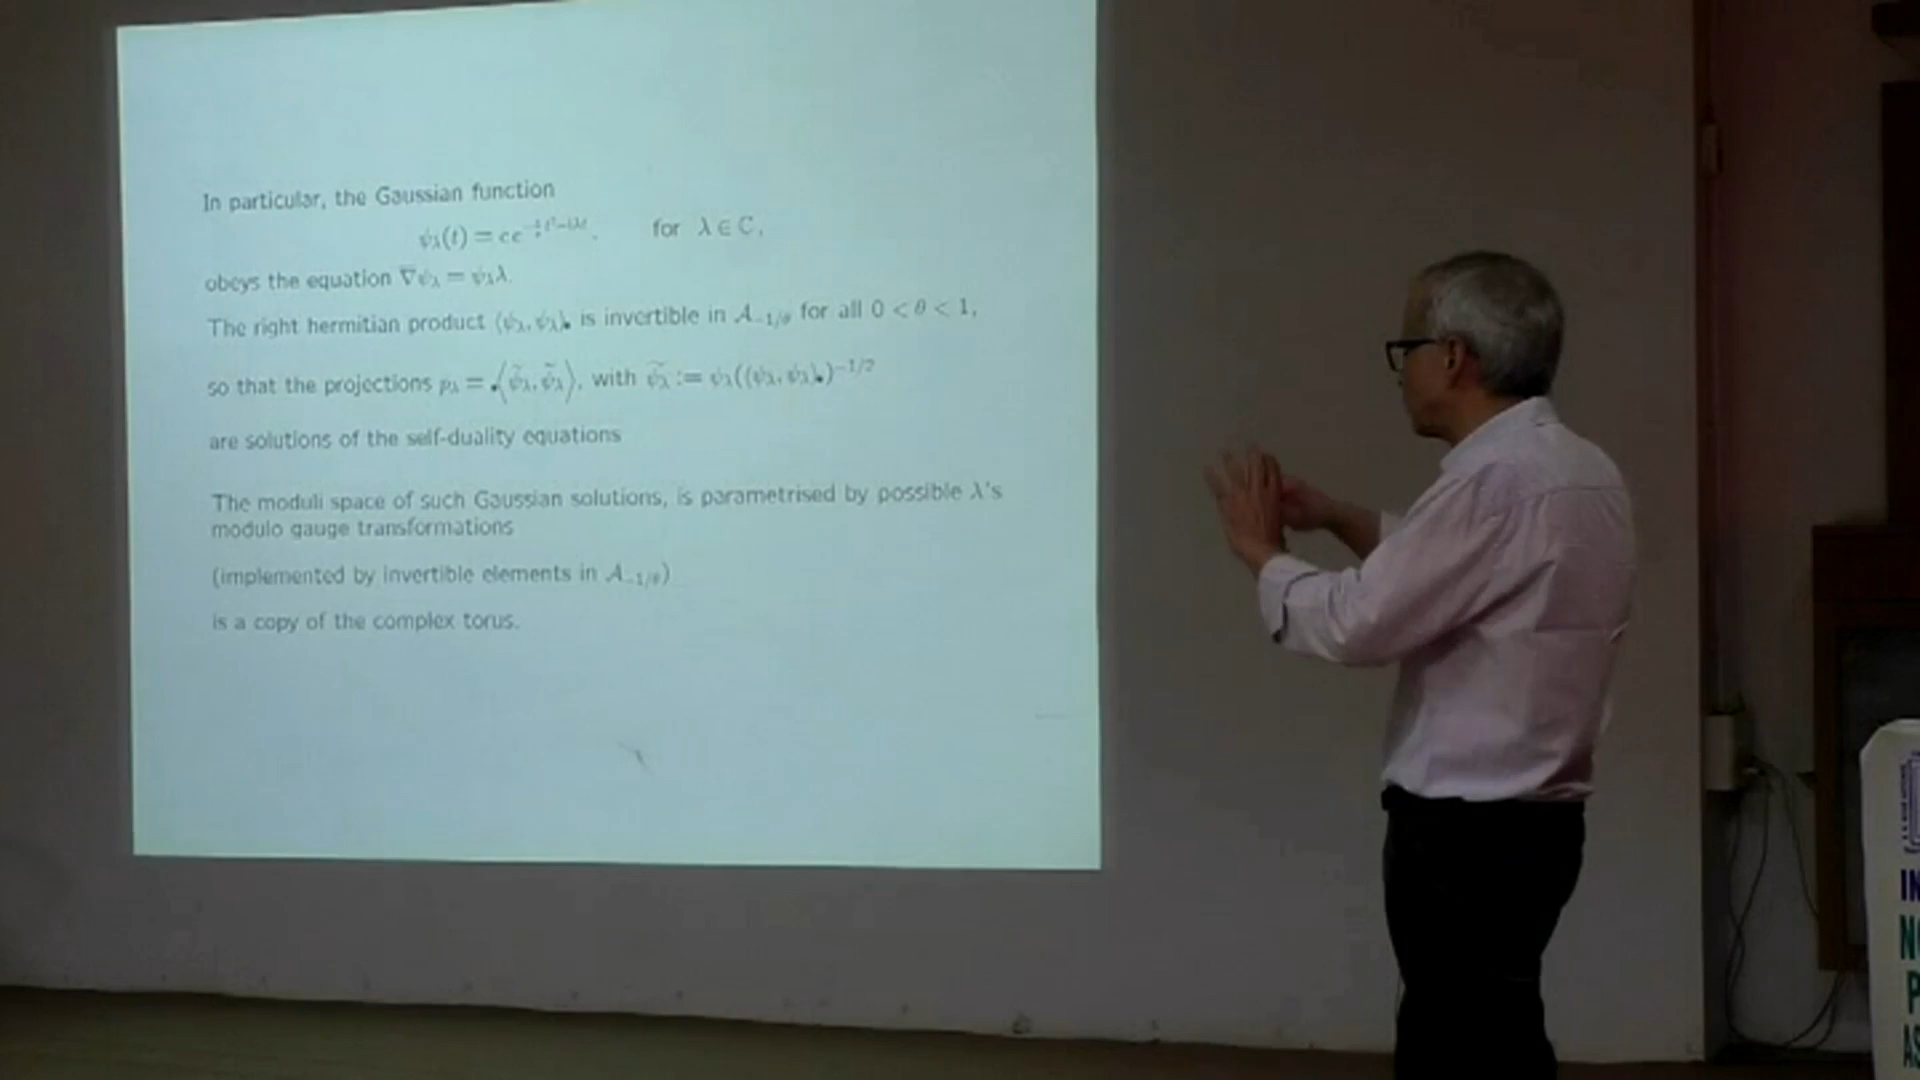 In particular, the Gaussian function
ψλ(t) = ce^ for λ ∈ C,
obeys the equation ∇̄ψλ = ψλλ.
The right hermitian product ⟨ψλ, ψλ⟩• is invertible in A₋₁/θ for all 0 < θ < 1,
so that the projections pλ = •⟨ψ̃λ, ψ̃λ⟩, with ψ̃λ := ψλ(⟨ψλ, ψλ⟩•)^−1/2
are solutions of the self-duality equations
The moduli space of such Gaussian solutions, is parametrised by possible λ's
modulo gauge transformations
(implemented by invertible elements in A₋₁/θ)
is a copy of the complex torus.
IN
NO
P
AS